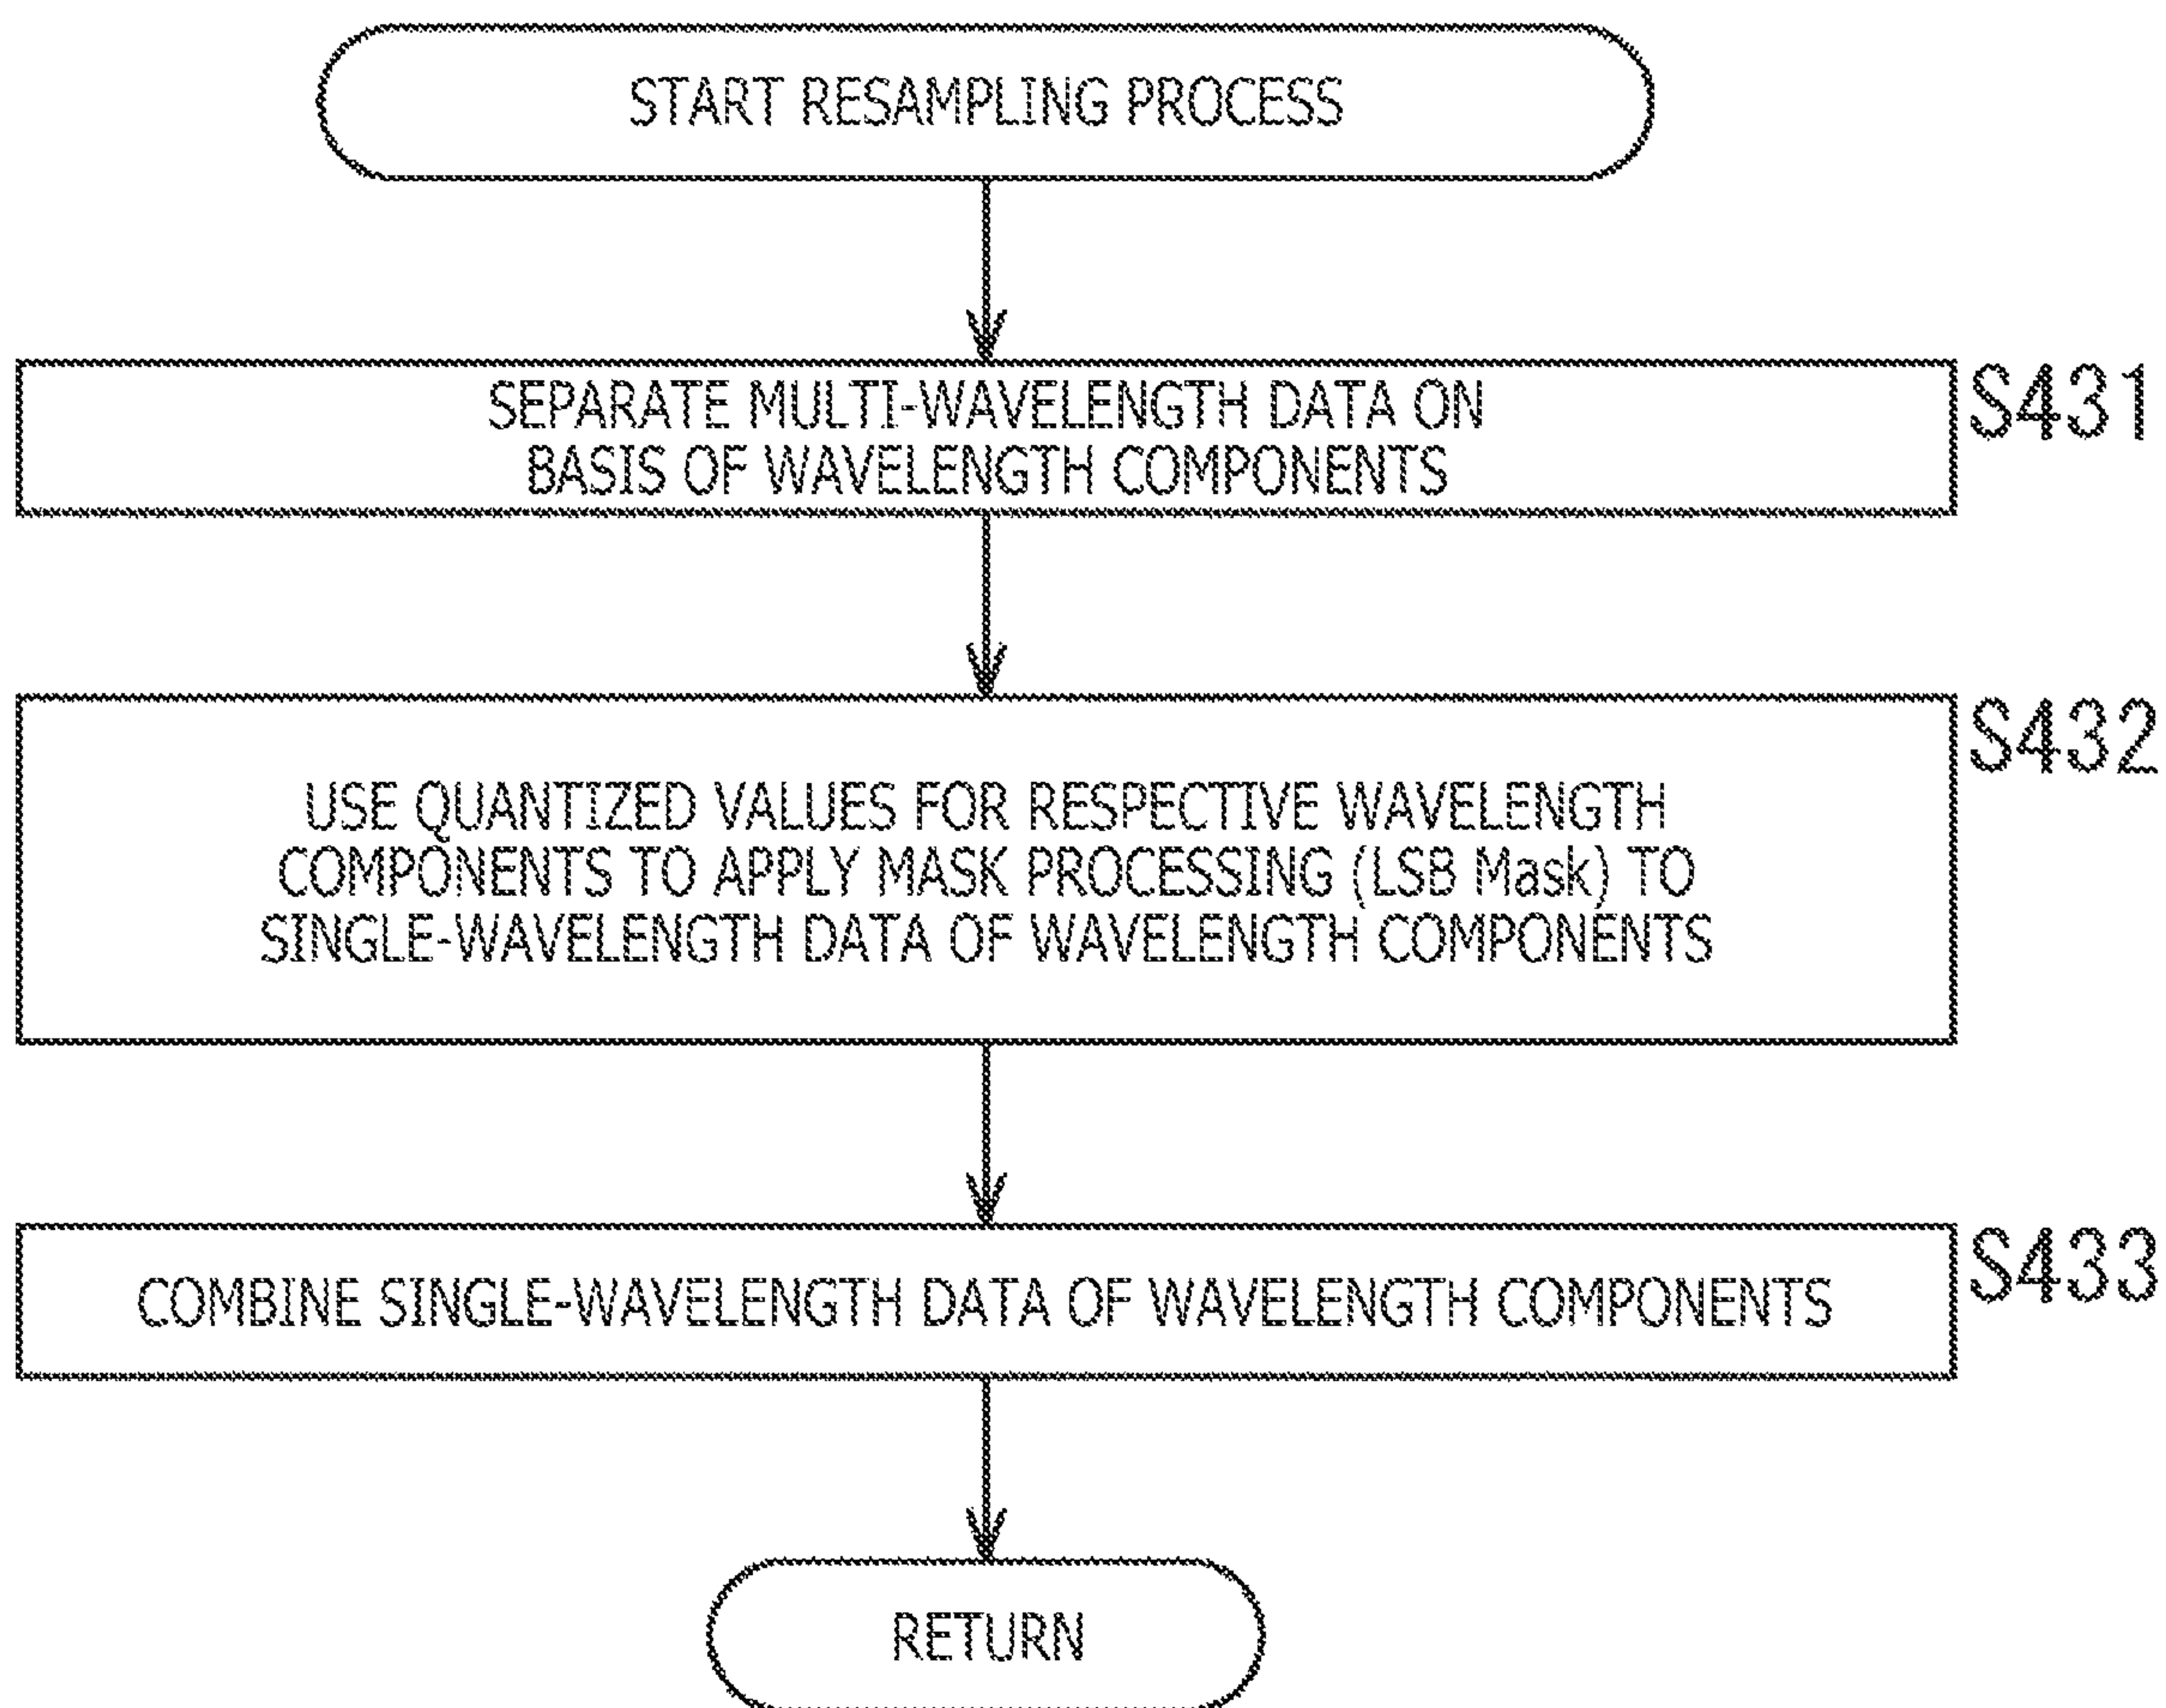 START RESAMPLING PROCESS
SEPARATE MULTI-WAVELENGTH DATA ON
BASIS OF WAVELENGTH COMPONENTS
S431
USE QUANTIZED VALUES FOR RESPECTIVE WAVELENGTH
COMPONENTS TO APPLY MASK PROCESSING (LSB Mask) TO
SINGLE-WAVELENGTH DATA OF WAVELENGTH COMPONENTS
S432
COMBINE SINGLE-WAVELENGTH DATA OF WAVELENGTH COMPONENTS
S433
RETURN